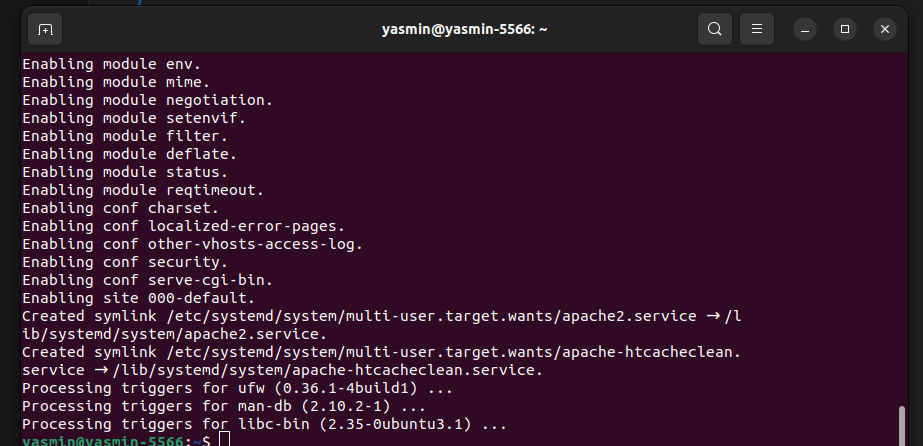 yasmin@yasmin-5566: ~
Enabling module env.
Enabling module mime.
Enabling module negotiation.
Enabling module setenvif.
Enabling module filter.
Enabling module deflate.
Enabling module status.
Enabling module reqtimeout.
Enabling conf charset.
Enabling conf localized-error-pages.
Enabling conf other-vhosts-access-log.
Enabling conf security.
Enabling conf serve-cgi-bin.
Enabling site 000-default.
Created symlink /etc/systemd/system/multi-user.target.wants/apache2.service → /l
ib/systemd/system/apache2.service.
Created symlink /etc/systemd/system/multi-user.target.wants/apache-htcacheclean.
service → /lib/systemd/system/apache-htcacheclean.service.
Processing triggers for ufw (0.36.1-4build1) ...
Processing triggers for man-db (2.10.2-1) ...
Processing triggers for libc-bin (2.35-0ubuntu3.1) ...
yasmin@yasmin-5566:~$